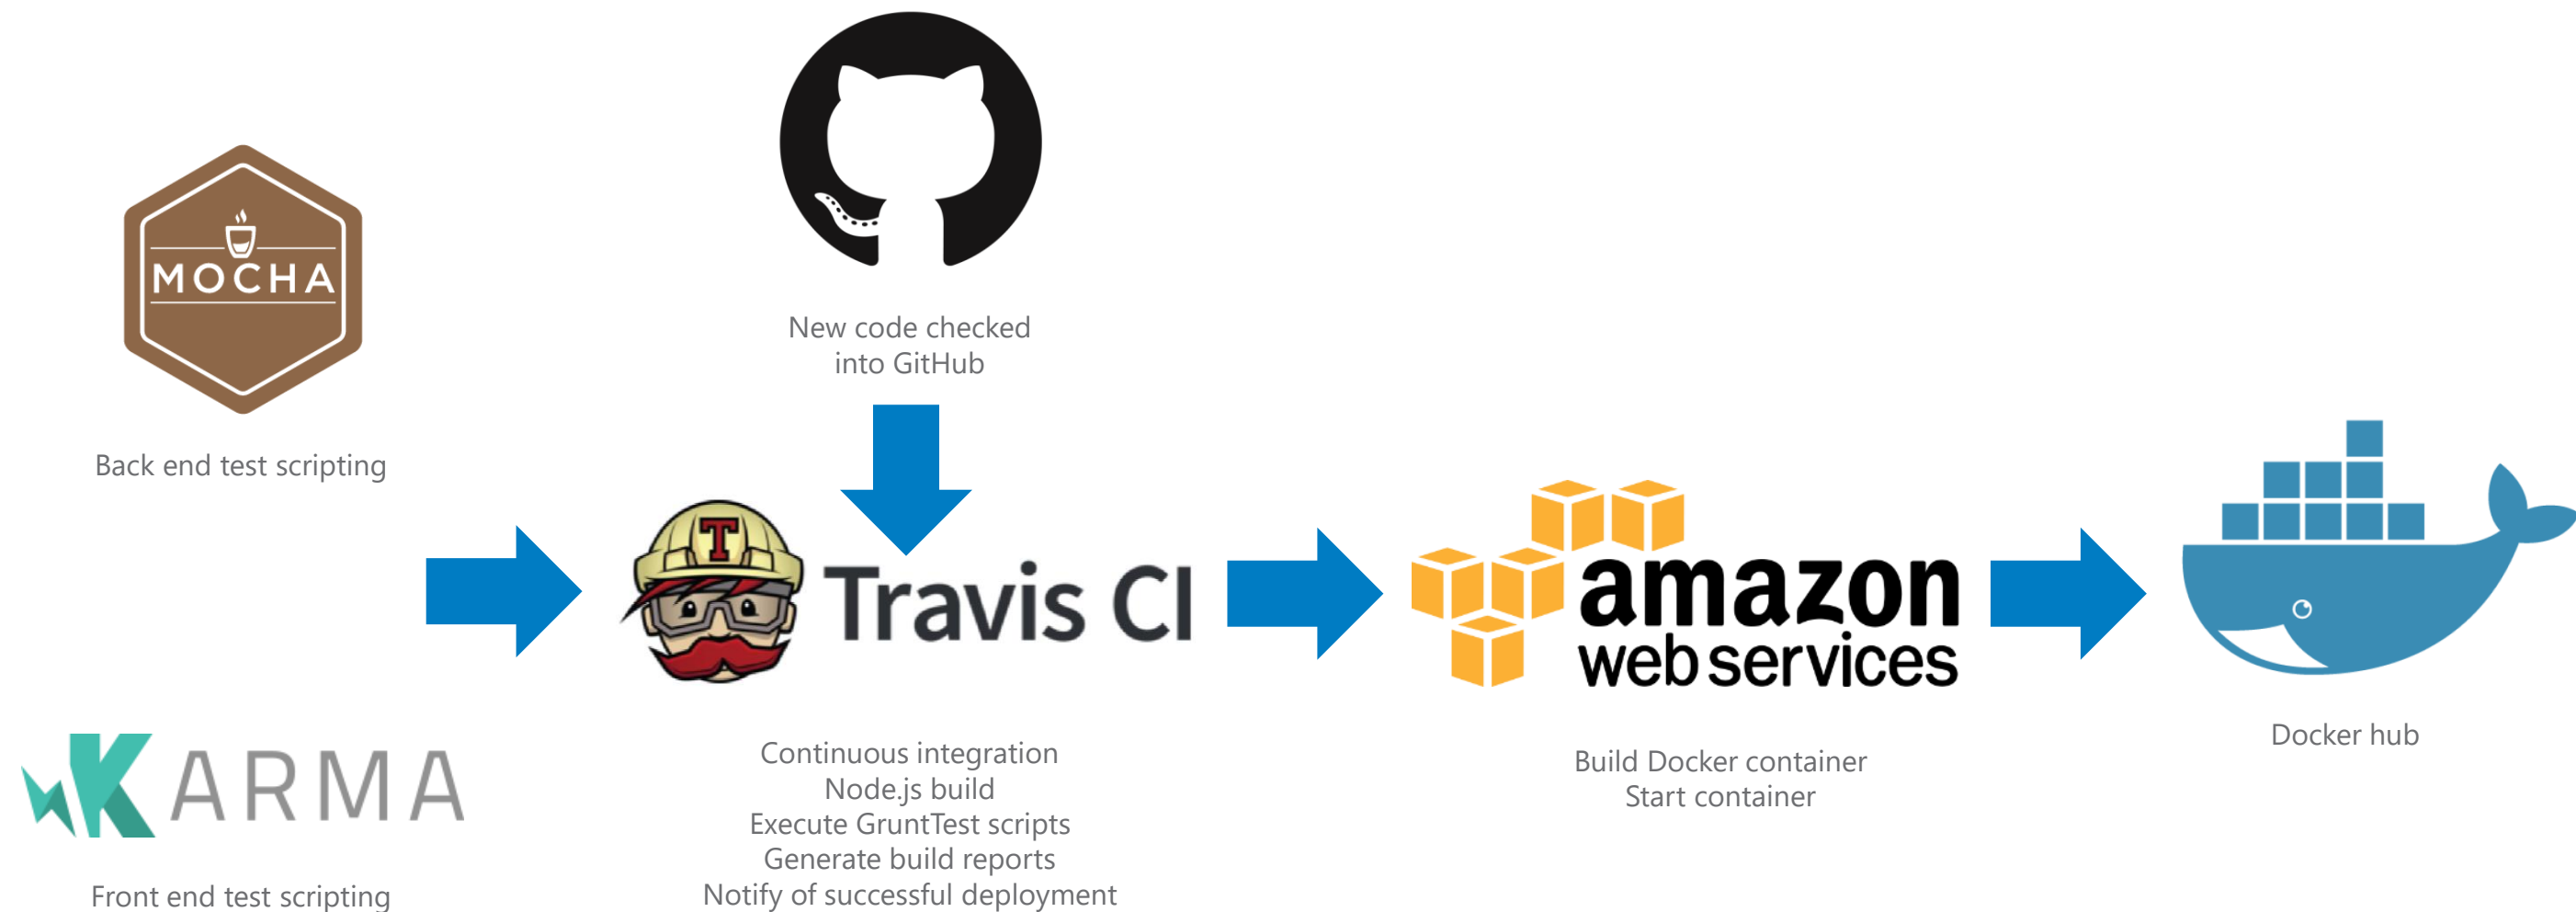 MOCHA
Back end test scripting
KARMA
Front end test scripting
New code checked
into GitHub
T
Travis CI
Continuous integration
Node.js build
Execute GruntTest scripts
Generate build reports
Notify of successful deployment
amazon
web services
Build Docker container
Start container
Docker hub